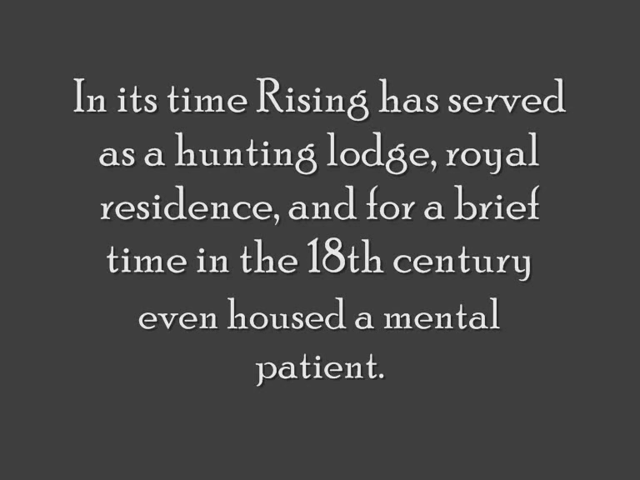 In its time Rising has served
as a hunting lodge, royal
residence, and for a brief
time in the 18th century
even housed a mental
patient.